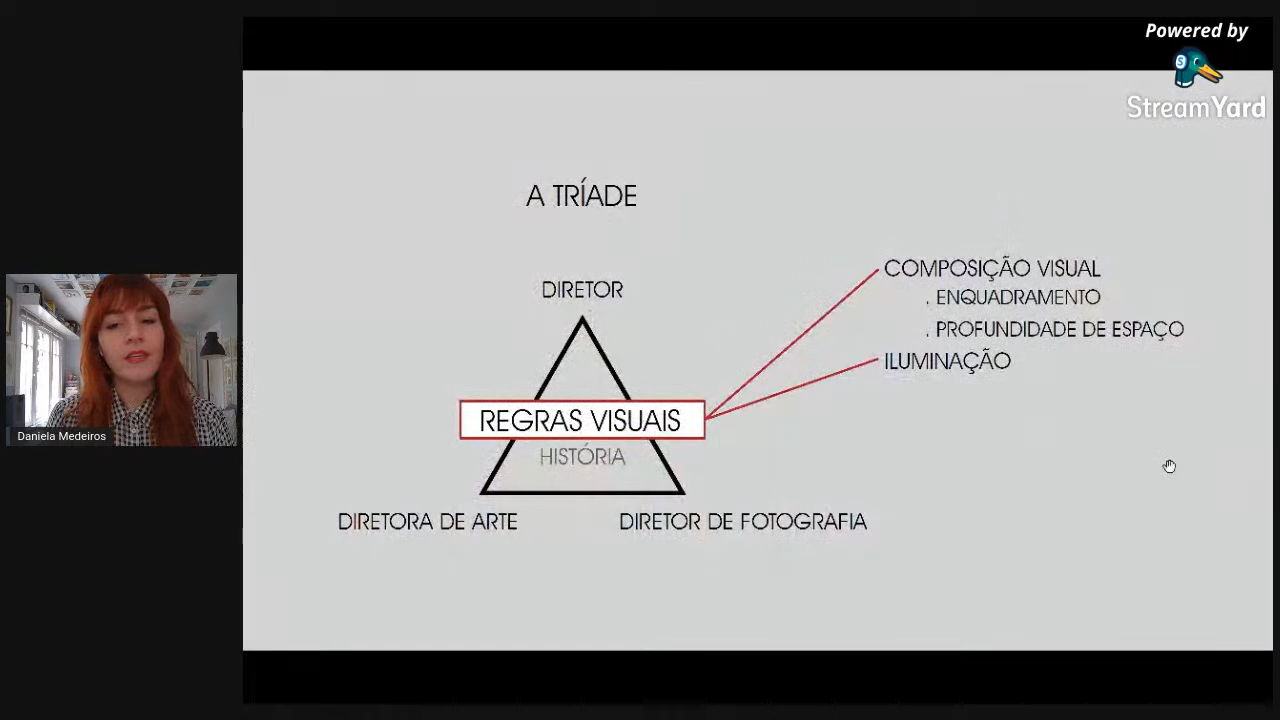 Powered by
StreamYard
A TRÍADE
DIRETOR
REGRAS VISUAIS
HISTÓRIA
DIRETORA DE ARTE
DIRETOR DE FOTOGRAFIA
COMPOSIÇÃO VISUAL
. ENQUADRAMENTO
. PROFUNDIDADE DE ESPAÇO
ILUMINAÇÃO
Daniela Medeiros